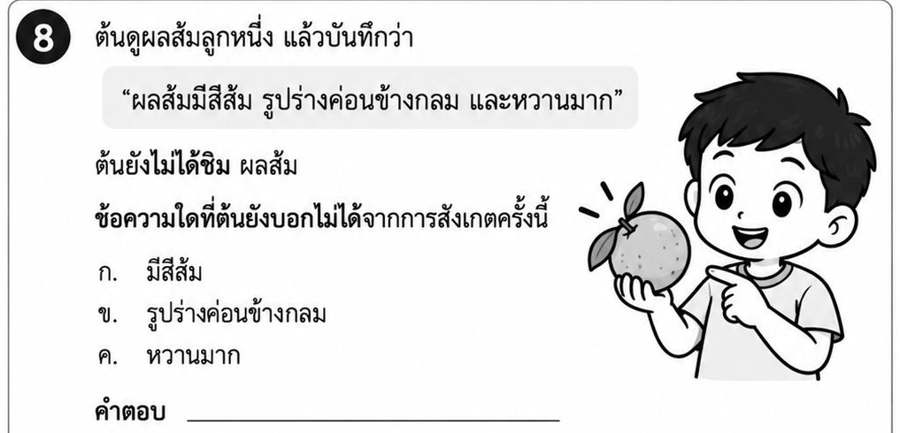 8 ต้นดูผลส้มลูกหนึ่ง แล้วบันทึกว่า
“ผลส้มมีสีส้ม รูปร่างค่อนข้างกลม และหวานมาก”
ต้นยังไม่ได้ชิม ผลส้ม
ข้อความใดที่ต้นยังบอกไม่ได้จากการสังเกตครั้งนี้
ก. มีสีส้ม
ข. รูปร่างค่อนข้างกลม
ค. หวานมาก
คำตอบ